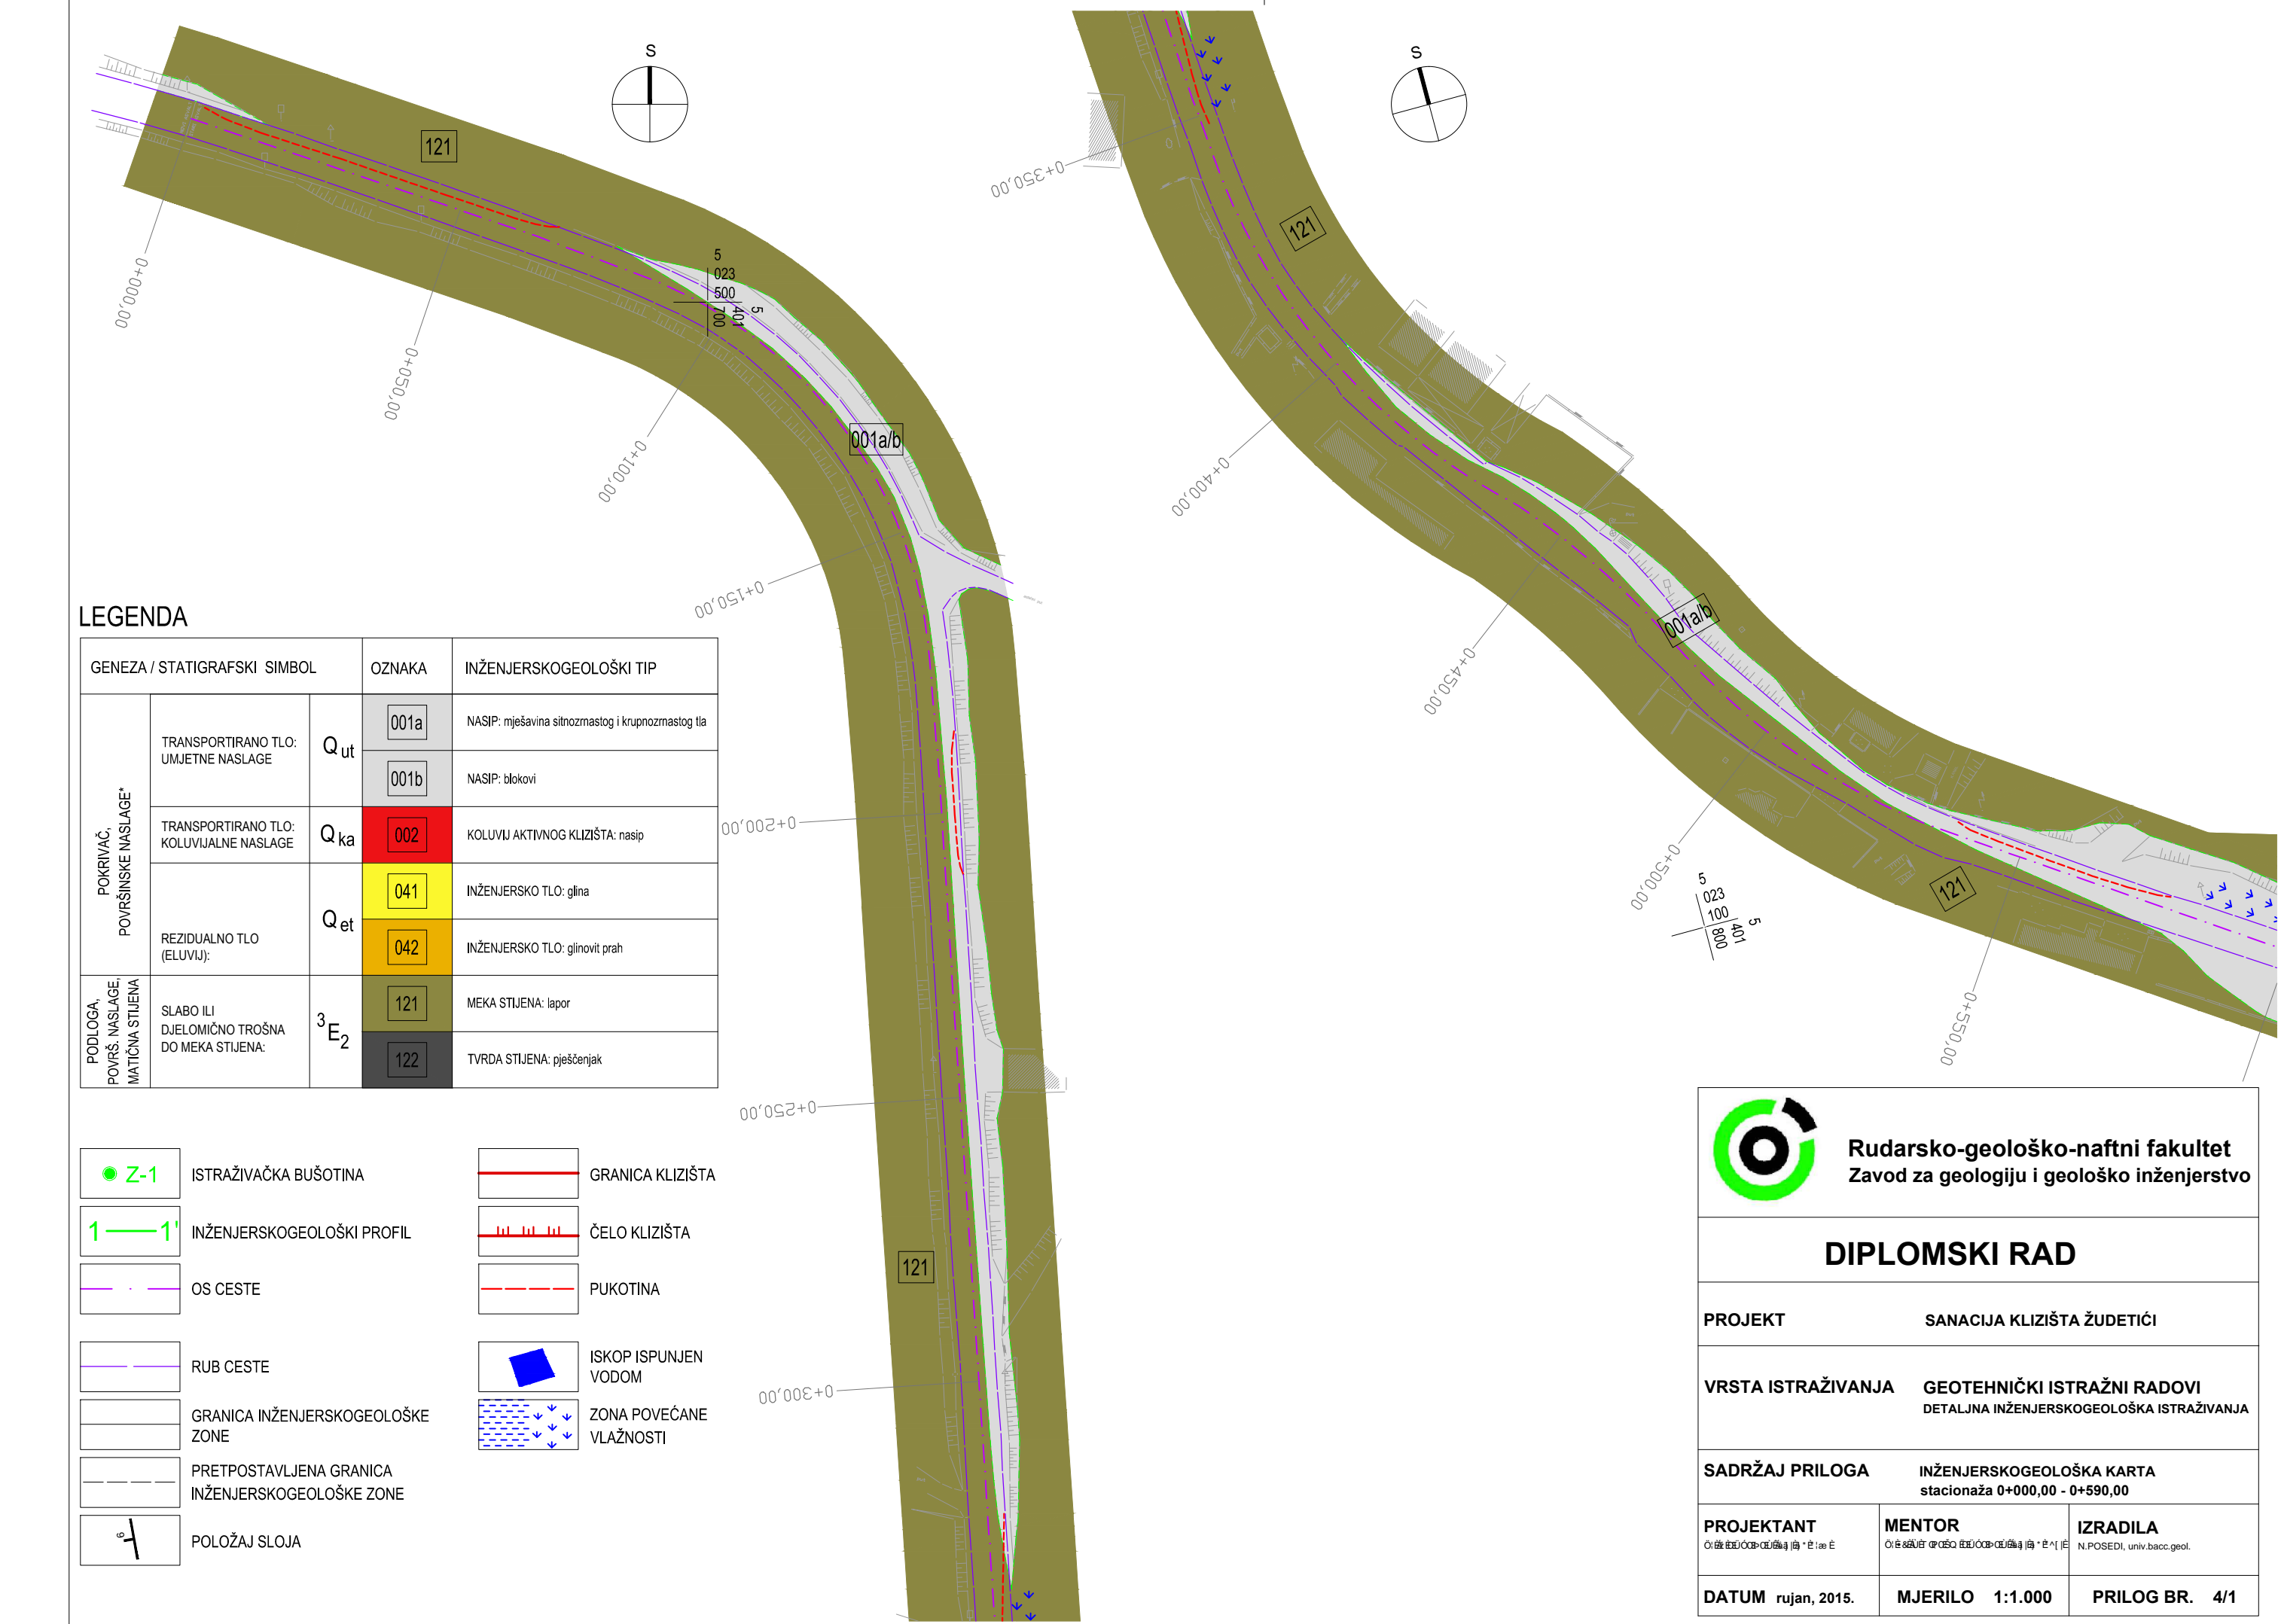 S
S
121
0+000,00
0+050,00
0+100,00
0+150,00
0+200,00
0+250,00
0+300,00
5
023
500
5
401
700
001a/b
121
0+350,00
121
0+400,00
0+450,00
001a/b
0+500,00
5
023
100
5
401
800
121
0+550,00
LEGENDA
GENEZA / STATIGRAFSKI SIMBOL
OZNAKA
INŽENJERSKOGEOLOŠKI TIP
POKRIVAČ,
POVRŠINSKE NASLAGE*
TRANSPORTIRANO TLO:
UMJETNE NASLAGE
Q ut
001a
NASIP: mješavina sitnozrnastog i krupnozrnastog tla
001b
NASIP: blokovi
TRANSPORTIRANO TLO:
KOLUVIJALNE NASLAGE
Q ka
002
KOLUVIJ AKTIVNOG KLIZIŠTA: nasip
REZIDUALNO TLO
(ELUVIJ):
Q et
041
INŽENJERSKO TLO: glina
042
INŽENJERSKO TLO: glinovit prah
PODLOGA,
POVRŠ. NASLAGE,
MATIČNA STIJENA
SLABO ILI
DJELOMIČNO TROŠNA
DO MEKA STIJENA:
3 E 2
121
MEKA STIJENA: lapor
122
TVRDA STIJENA: pješčenjak
Z-1
ISTRAŽIVAČKA BUŠOTINA
1 1'
INŽENJERSKOGEOLOŠKI PROFIL
OS CESTE
RUB CESTE
GRANICA INŽENJERSKOGEOLOŠKE
ZONE
PRETPOSTAVLJENA GRANICA
INŽENJERSKOGEOLOŠKE ZONE
POLOŽAJ SLOJA
GRANICA KLIZIŠTA
ČELO KLIZIŠTA
PUKOTINA
ISKOP ISPUNJEN
VODOM
ZONA POVEĆANE
VLAŽNOSTI
Rudarsko-geološko-naftni fakultet
Zavod za geologiju i geološko inženjerstvo
DIPLOMSKI RAD
PROJEKT
SANACIJA KLIZIŠTA ŽUDETIĆI
VRSTA ISTRAŽIVANJA
GEOTEHNIČKI ISTRAŽNI RADOVI
DETALJNA INŽENJERSKOGEOLOŠKA ISTRAŽIVANJA
SADRŽAJ PRILOGA
INŽENJERSKOGEOLOŠKA KARTA
stacionaža 0+000,00 - 0+590,00
PROJEKTANT
MENTOR
IZRADILA
N.POSEDI, univ.bacc.geol.
DATUM rujan, 2015.
MJERILO 1:1.000
PRILOG BR. 4/1